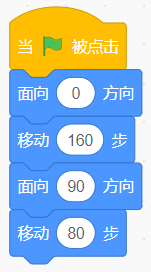 当 被点击
面向 0 方向
移动 160 步
面向 90 方向
移动 80 步